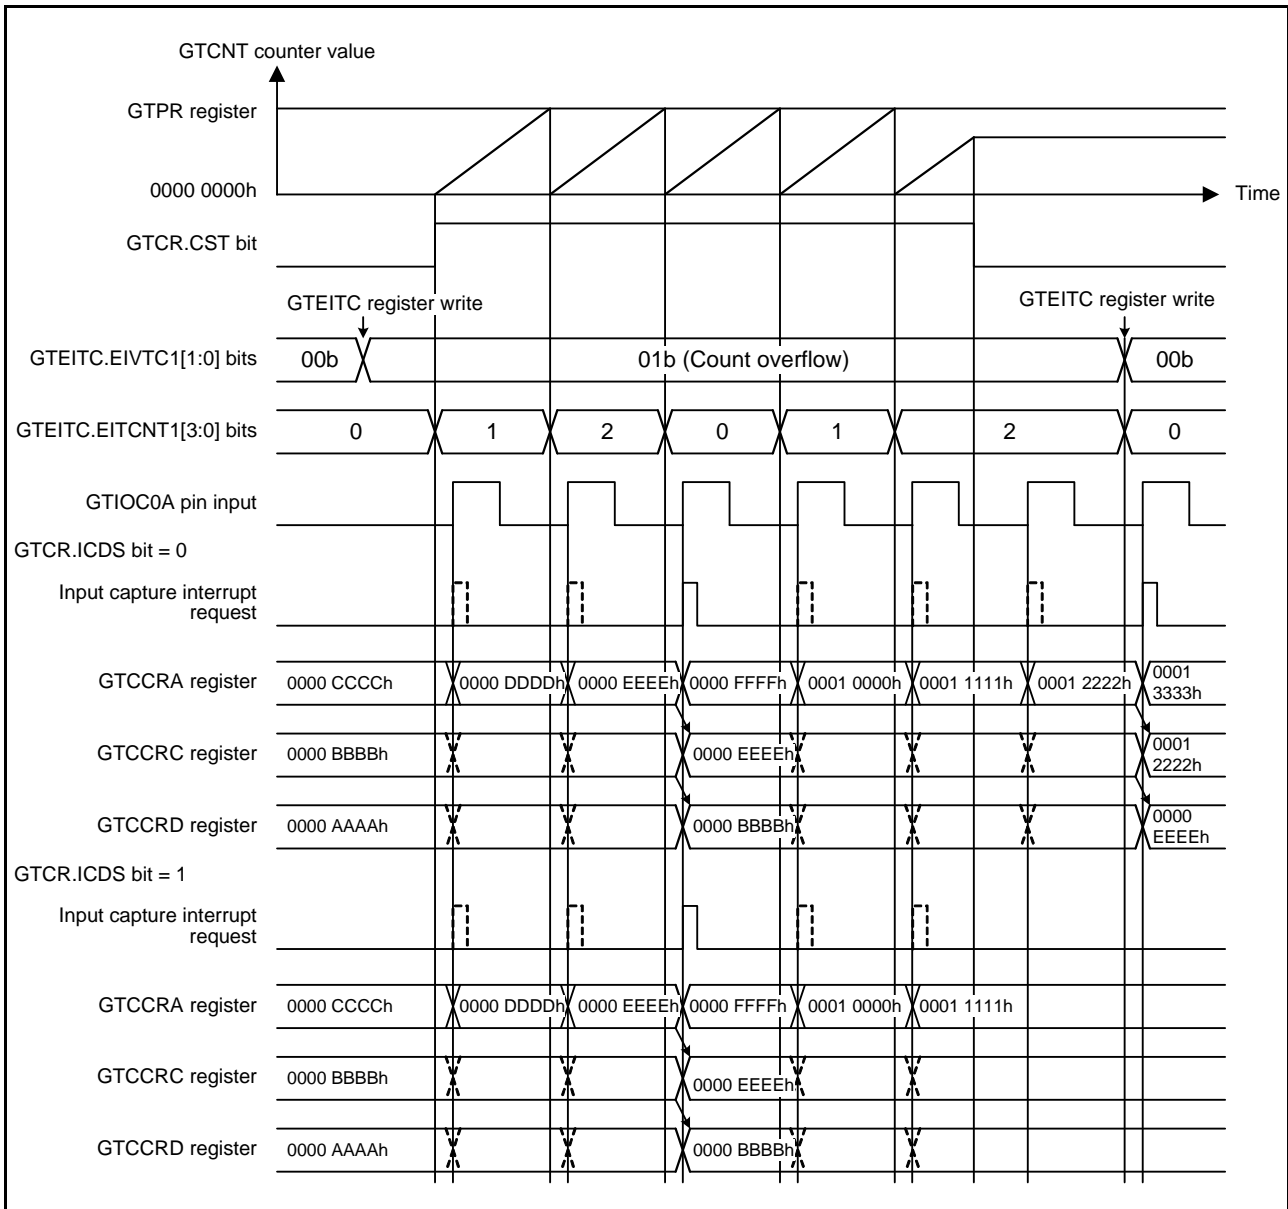 GTCNT counter value
GTPR register
0000 0000h
Time
GTCR.CST bit
GTEITC register write
GTEITC register write
GTEITC.EIVTC1[1:0] bits
00b
01b (Count overflow)
00b
GTEITC.EITCNT1[3:0] bits
0
1
2
0
1
2
0
GTIOC0A pin input
GTCR.ICDS bit = 0
Input capture interrupt
request
GTCCRA register
0000 CCCCh
0000 DDDDh
0000 EEEEh
0000 FFFFh
0001 0000h
0001 1111h
0001 2222h
0001
3333h
GTCCRC register
0000 BBBBh
0000 EEEEh
0001
2222h
GTCCRD register
0000 AAAAh
0000 BBBBh
0000
EEEEh
GTCR.ICDS bit = 1
Input capture interrupt
request
GTCCRA register
0000 CCCCh
0000 DDDDh
0000 EEEEh
0000 FFFFh
0001 0000h
0001 1111h
GTCCRC register
0000 BBBBh
0000 EEEEh
GTCCRD register
0000 AAAAh
0000 BBBBh